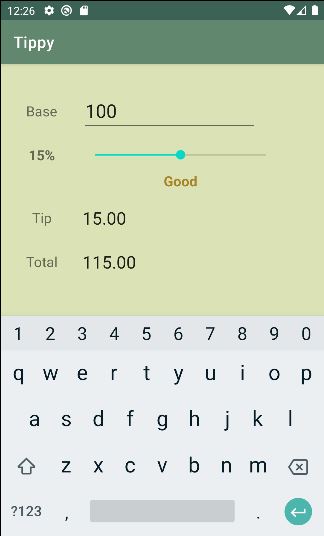 12:26
Tippy
Base 100
15%
Good
Tip 15.00
Total 115.00
1 2 3 4 5 6 7 8 9 0
q w e r t y u i o p
a s d f g h j k l
z x c v b n m
?123 , .